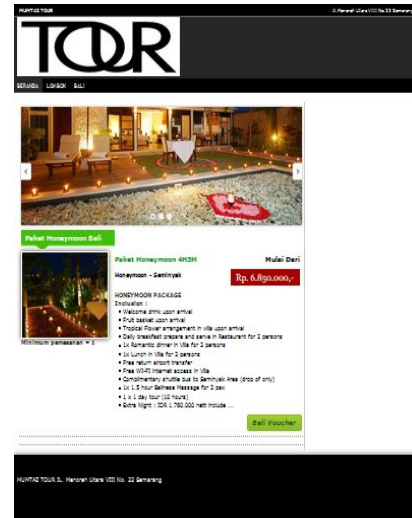 MUMTAZ TOUR
Jl.Menoreh Utara VIII No.22 Semarang
TOUR
BERANDA LOMBOK BALI
Paket Honeymoon Bali
Paket Honeymoon 4H3M
Mulai Dari
Honeymoon - Seminyak
Rp. 6.850.000,-
HONEYMOON PACKAGE
Inclusion :
Welcome drink upon arrival
Fruit basket upon arrival
Tropical Flower arrangement in villa upon arrival
Daily breakfast prepare and serve in Restaurant for 2 persons
1x Romantic dinner in Villa for 2 persons
1x Lunch in Villa for 2 persons
Free return airport transfer
Free WI-FI internet access in Villa
Complimentary shuttle bus to Seminyak Area (drop of only)
1x 1.5 hour Balinese Massage for 2 pax
1 x 1 day tour (10 hours)
Extra Night : IDR 1.760.000 nett include ...
Minimum pemesanan = 1
Beli Voucher
MUMTAZ TOUR JL. Menoreh Utara VIII No. 22 Semarang